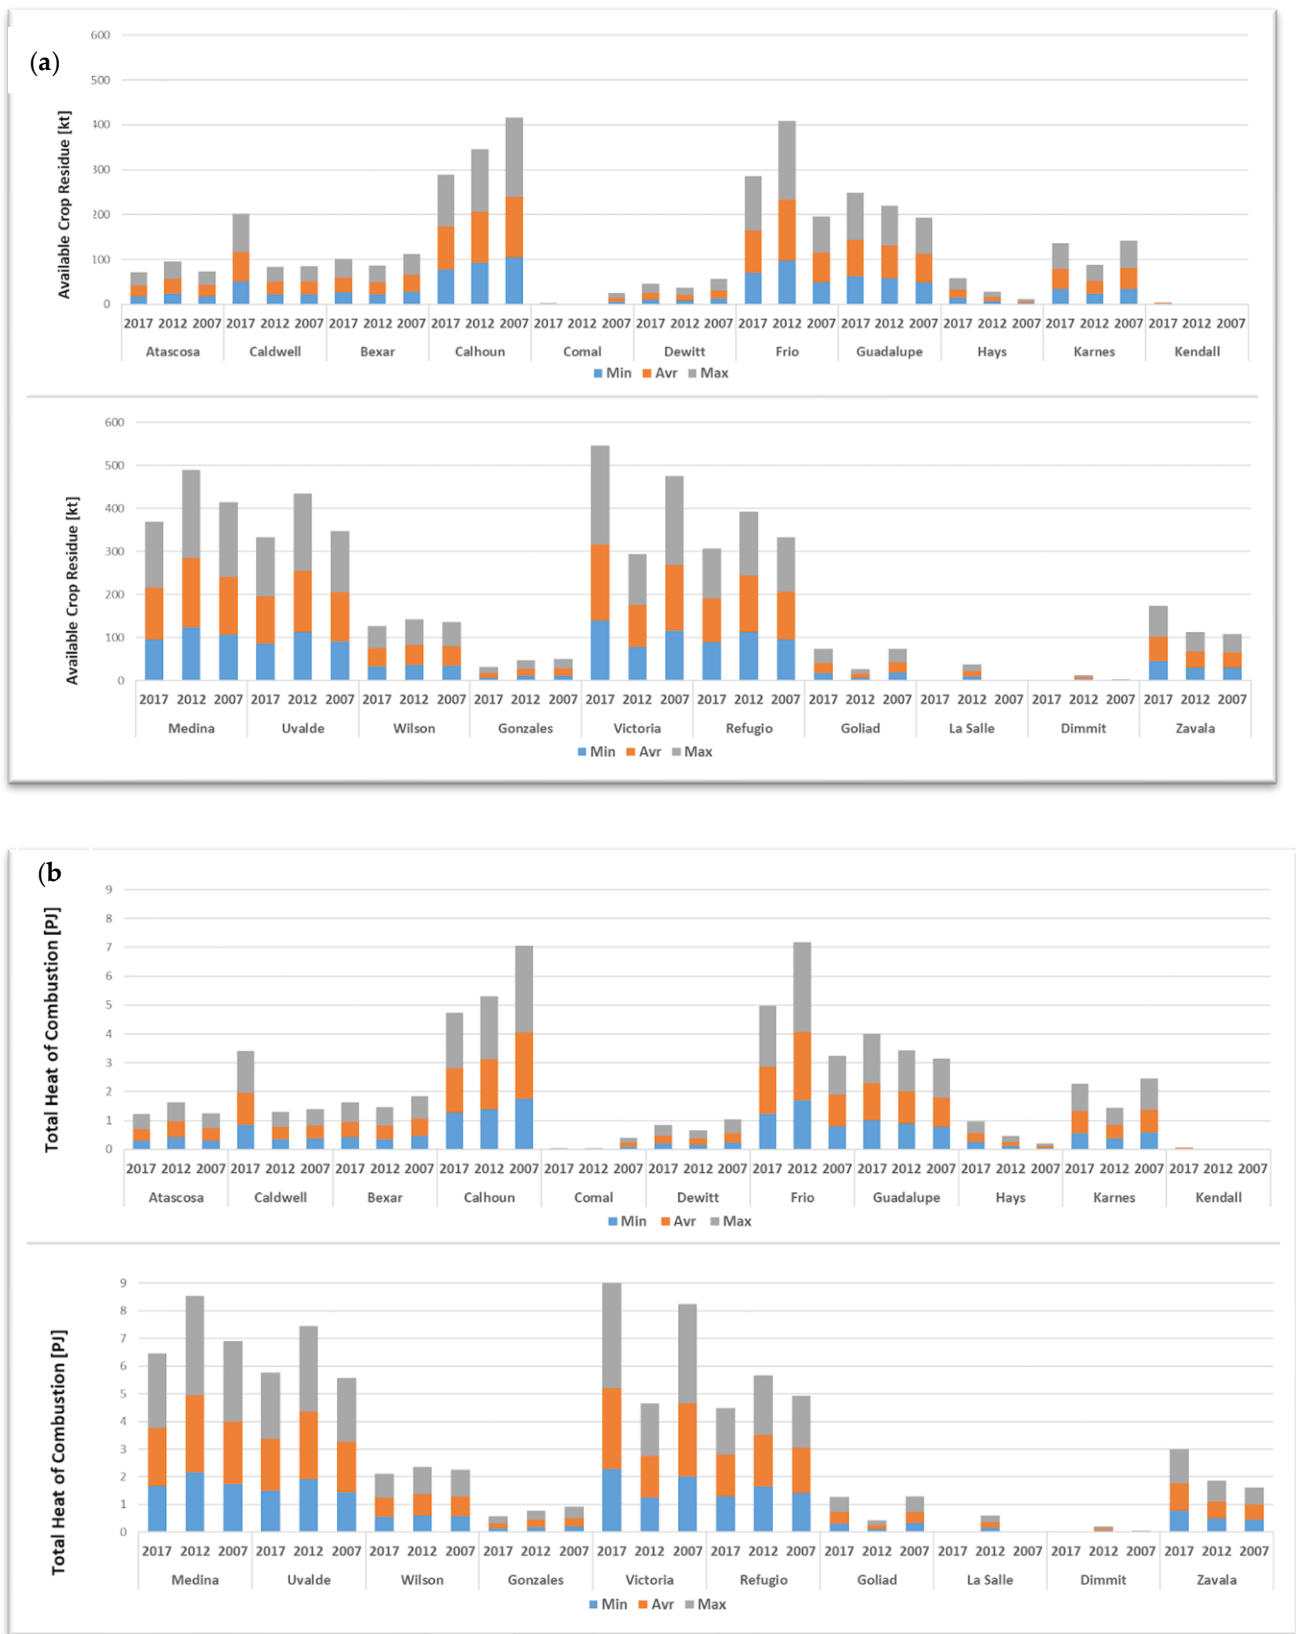 (a)
Available Crop Residue [kt]
600
500
400
300
200
100
0
2017 2012 2007 2017 2012 2007 2017 2012 2007 2017 2012 2007 2017 2012 2007 2017 2012 2007 2017 2012 2007 2017 2012 2007 2017 2012 2007 2017 2012 2007 2017 2012 2007
Atascosa Caldwell Bexar Calhoun Comal Dewitt Frio Guadalupe Hays Karnes Kendall
Min Avr Max
Available Crop Residue [kt]
600
500
400
300
200
100
0
2017 2012 2007 2017 2012 2007 2017 2012 2007 2017 2012 2007 2017 2012 2007 2017 2012 2007 2017 2012 2007 2017 2012 2007 2017 2012 2007 2017 2012 2007
Medina Uvalde Wilson Gonzales Victoria Refugio Goliad La Salle Dimmit Zavala
Min Avr Max
(b
Total Heat of Combustion [PJ]
9
8
7
6
5
4
3
2
1
0
2017 2012 2007 2017 2012 2007 2017 2012 2007 2017 2012 2007 2017 2012 2007 2017 2012 2007 2017 2012 2007 2017 2012 2007 2017 2012 2007 2017 2012 2007 2017 2012 2007
Atascosa Caldwell Bexar Calhoun Comal Dewitt Frio Guadalupe Hays Karnes Kendall
Min Avr Max
Total Heat of Combustion [PJ]
9
8
7
6
5
4
3
2
1
0
2017 2012 2007 2017 2012 2007 2017 2012 2007 2017 2012 2007 2017 2012 2007 2017 2012 2007 2017 2012 2007 2017 2012 2007 2017 2012 2007 2017 2012 2007
Medina Uvalde Wilson Gonzales Victoria Refugio Goliad La Salle Dimmit Zavala
Min Avr Max